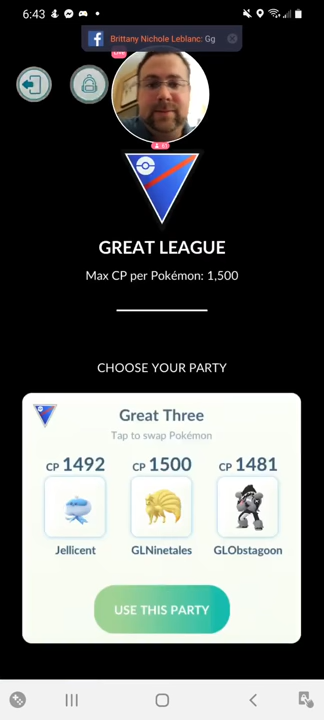 6:43
Brittany Nichole Leblanc: Gg
LIVE
GREAT LEAGUE
Max CP per Pokémon: 1,500
CHOOSE YOUR PARTY
Great Three
Tap to swap Pokémon
CP 1492 CP 1500 CP 1481
Jellicent GLNinetales GLObstagoon
USE THIS PARTY